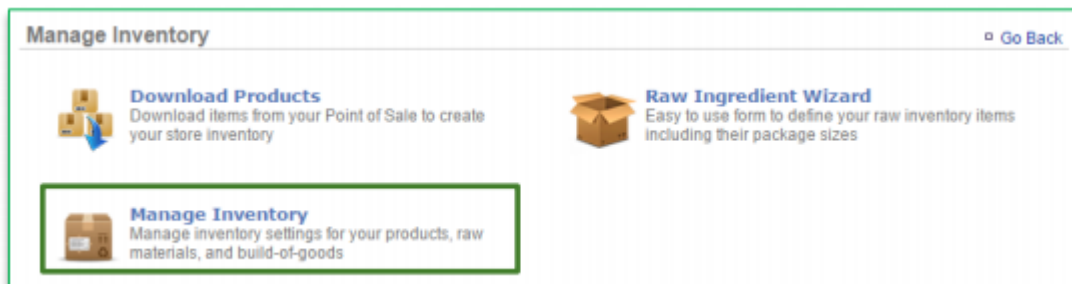 Manage Inventory
Go Back
Download Products
Download items from your Point of Sale to create
your store inventory
Raw Ingredient Wizard
Easy to use form to define your raw inventory items
including their package sizes
Manage Inventory
Manage inventory settings for your products, raw
materials, and build-of-goods